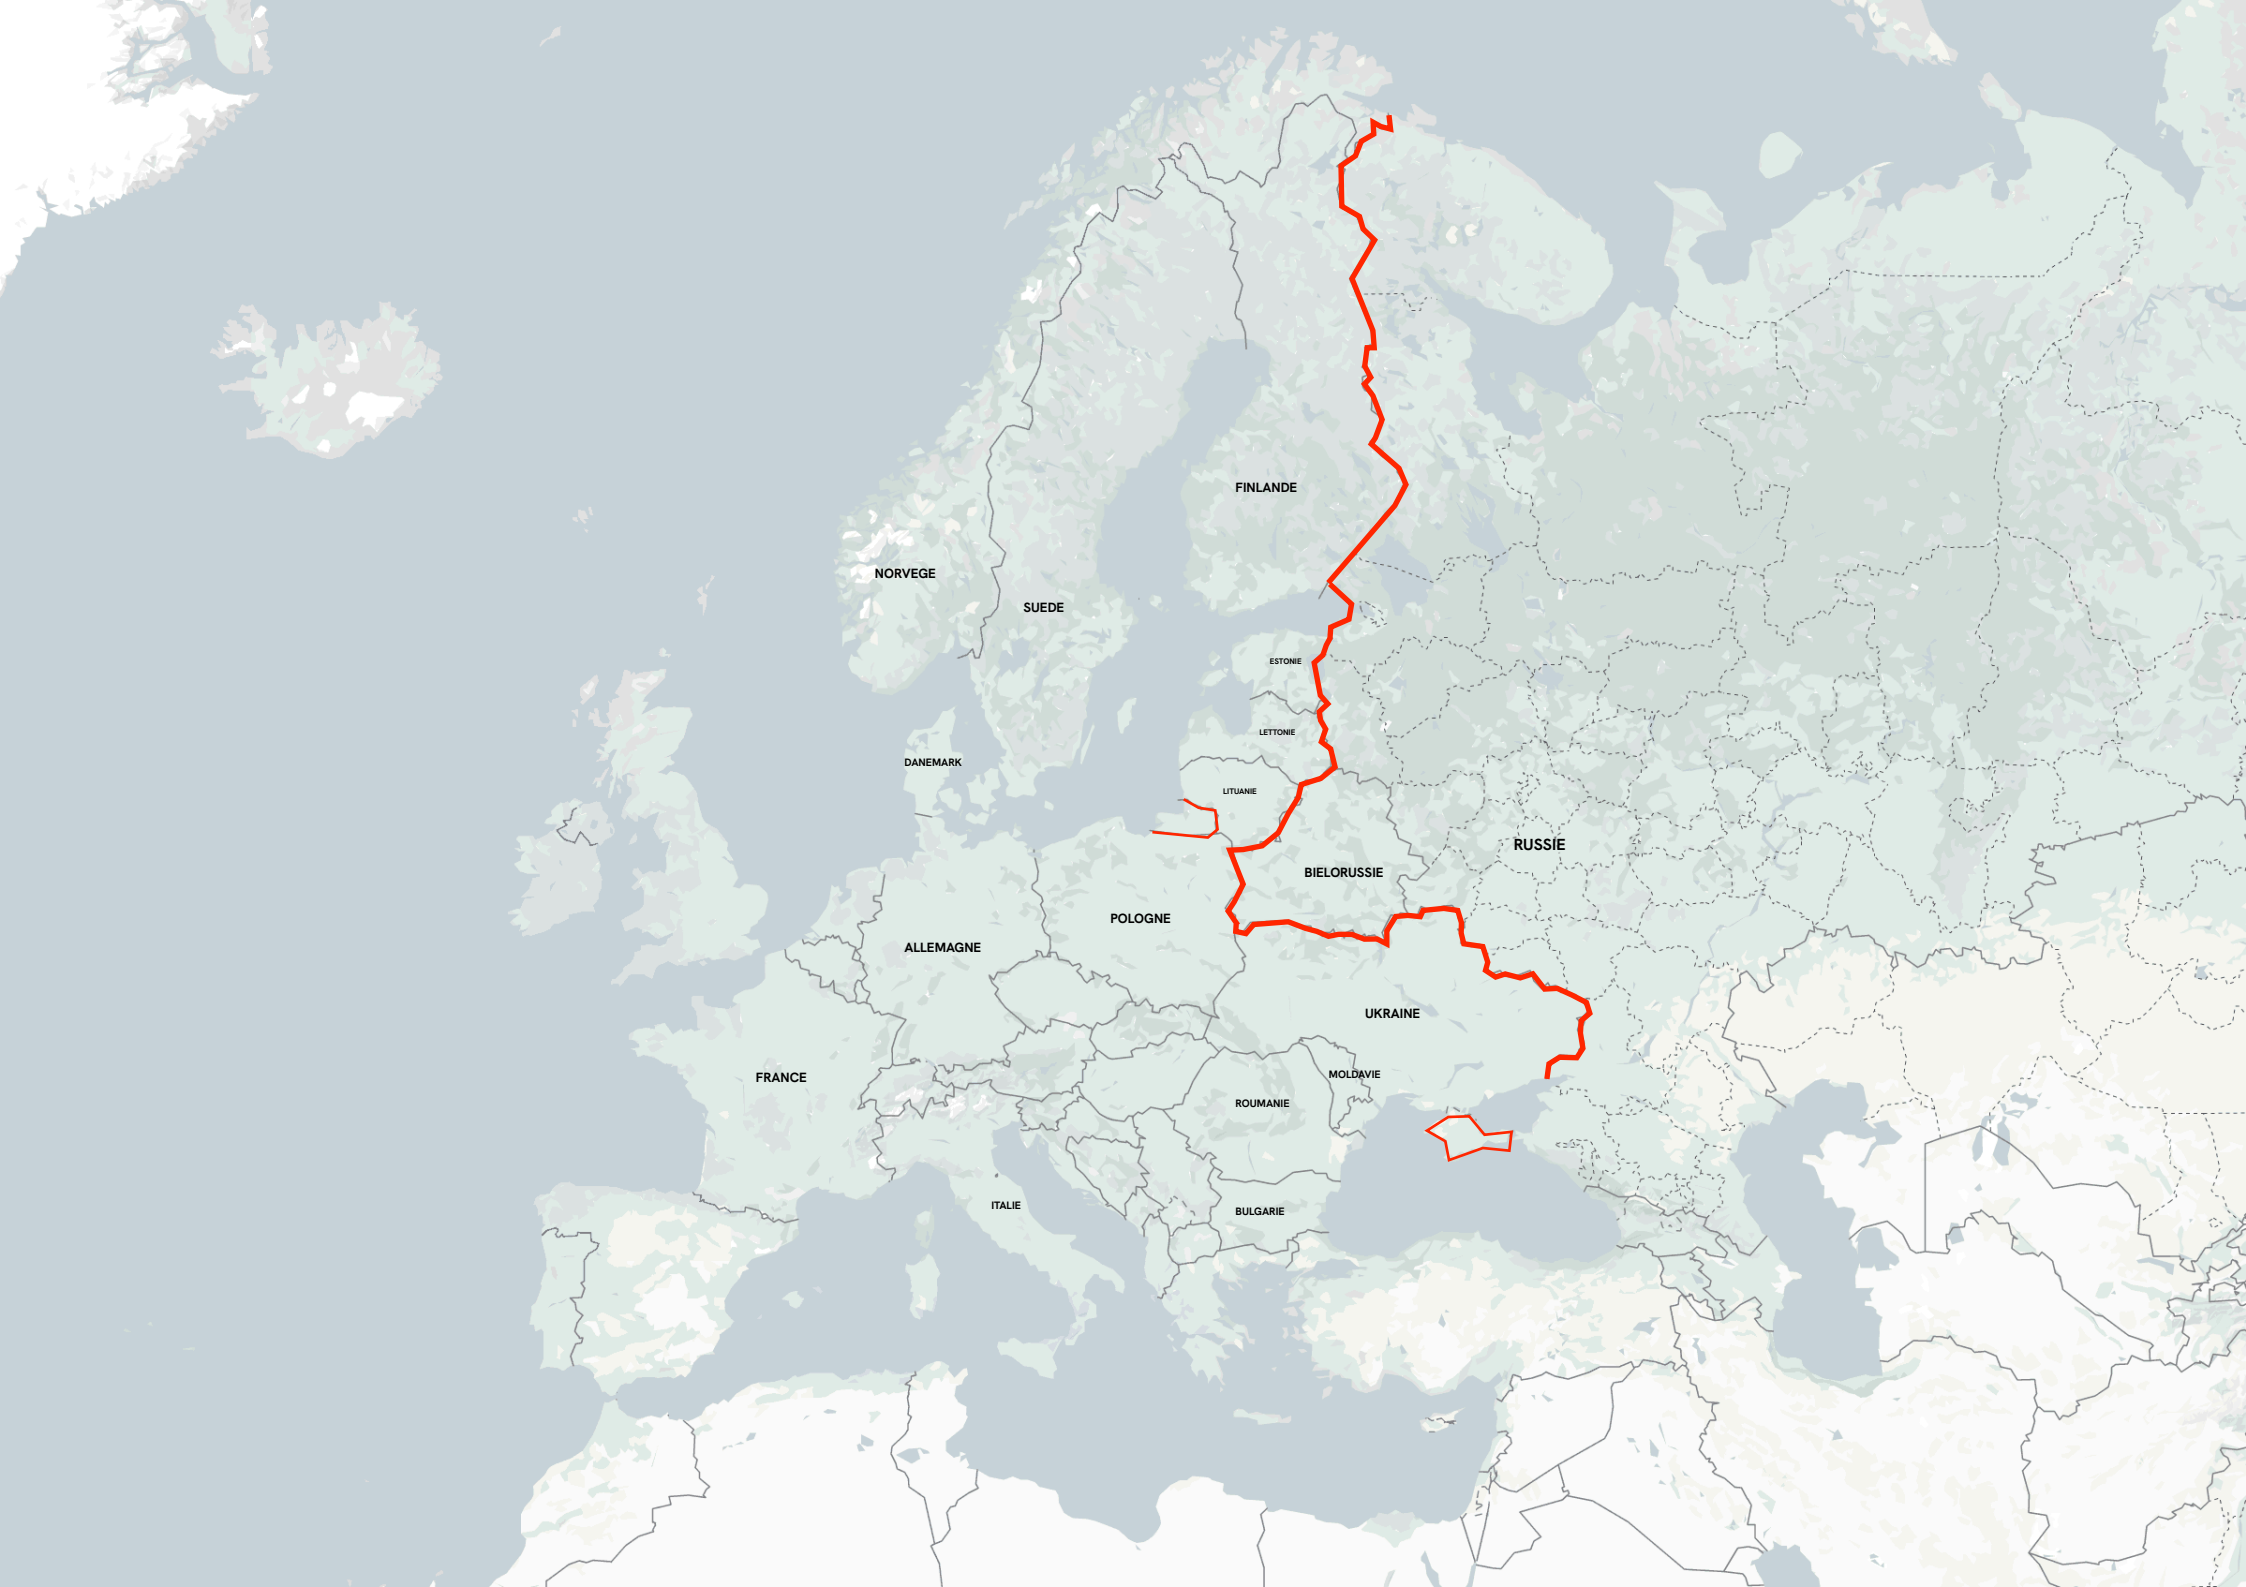 FINLANDE
NORVEGE
SUEDE
ESTONIE
LETTONIE
DANEMARK
LITUANIE
RUSSIE
BIELORUSSIE
POLOGNE
ALLEMAGNE
UKRAINE
FRANCE
MOLDAVIE
ROUMANIE
ITALIE
BULGARIE